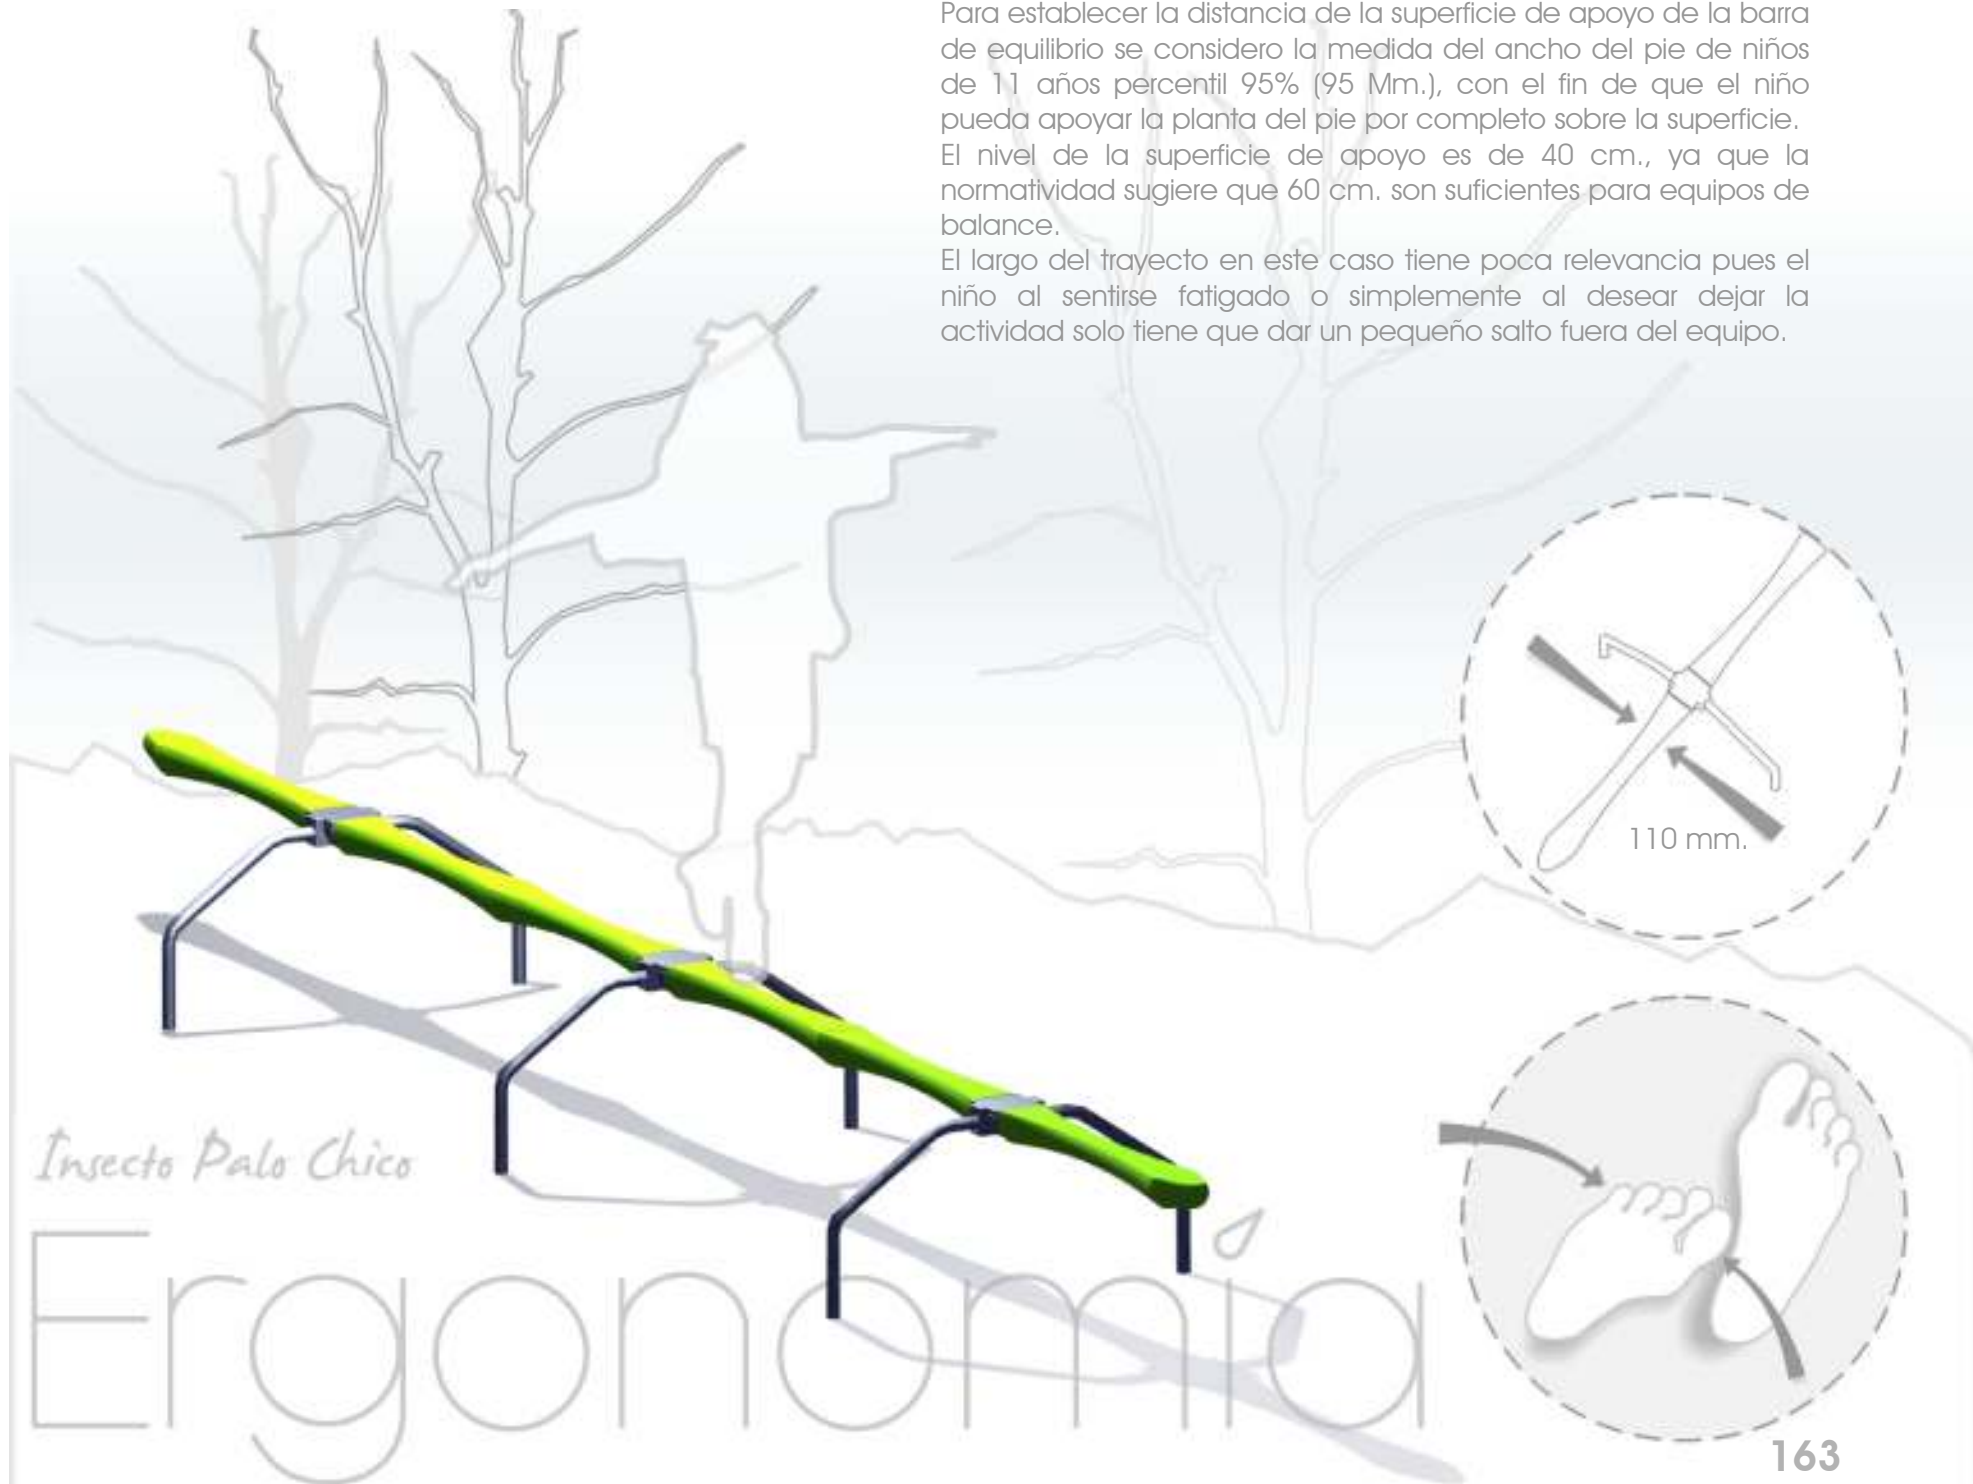 Para establecer la distancia de la superficie de apoyo de la barra
de equilibrio se considero la medida del ancho del pie de niños
de 11 años percentil 95% (95 Mm.), con el fin de que el niño
pueda apoyar la planta del pie por completo sobre la superficie.
El nivel de la superficie de apoyo es de 40 cm., ya que la
normatividad sugiere que 60 cm. son suficientes para equipos de
balance.
El largo del trayecto en este caso tiene poca relevancia pues el
niño al sentirse fatigado o simplemente al desear dejar la
actividad solo tiene que dar un pequeño salto fuera del equipo.
110 mm.
Insecto Palo Chico
Ergonomía
163